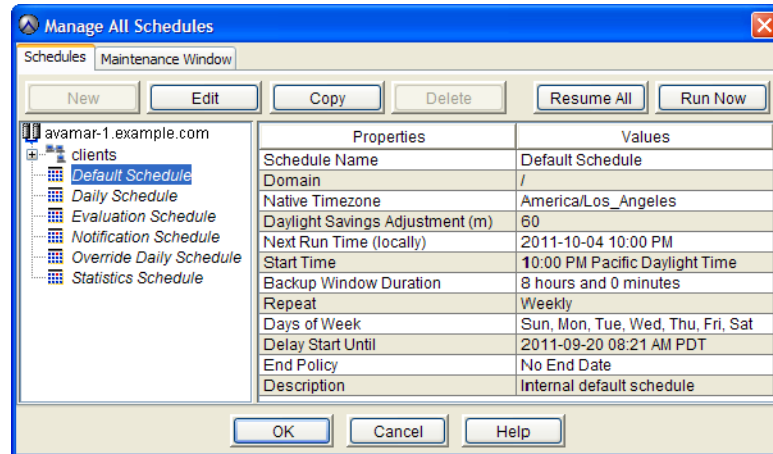 Manage All Schedules
Schedules Maintenance Window
New Edit Copy Delete Resume All Run Now
avamar-1.example.com
clients
Default Schedule
Daily Schedule
Evaluation Schedule
Notification Schedule
Override Daily Schedule
Statistics Schedule
Properties Values
Schedule Name Default Schedule
Domain /
Native Timezone America/Los_Angeles
Daylight Savings Adjustment (m) 60
Next Run Time (locally) 2011-10-04 10:00 PM
Start Time 10:00 PM Pacific Daylight Time
Backup Window Duration 8 hours and 0 minutes
Repeat Weekly
Days of Week Sun, Mon, Tue, Wed, Thu, Fri, Sat
Delay Start Until 2011-09-20 08:21 AM PDT
End Policy No End Date
Description Internal default schedule
OK Cancel Help